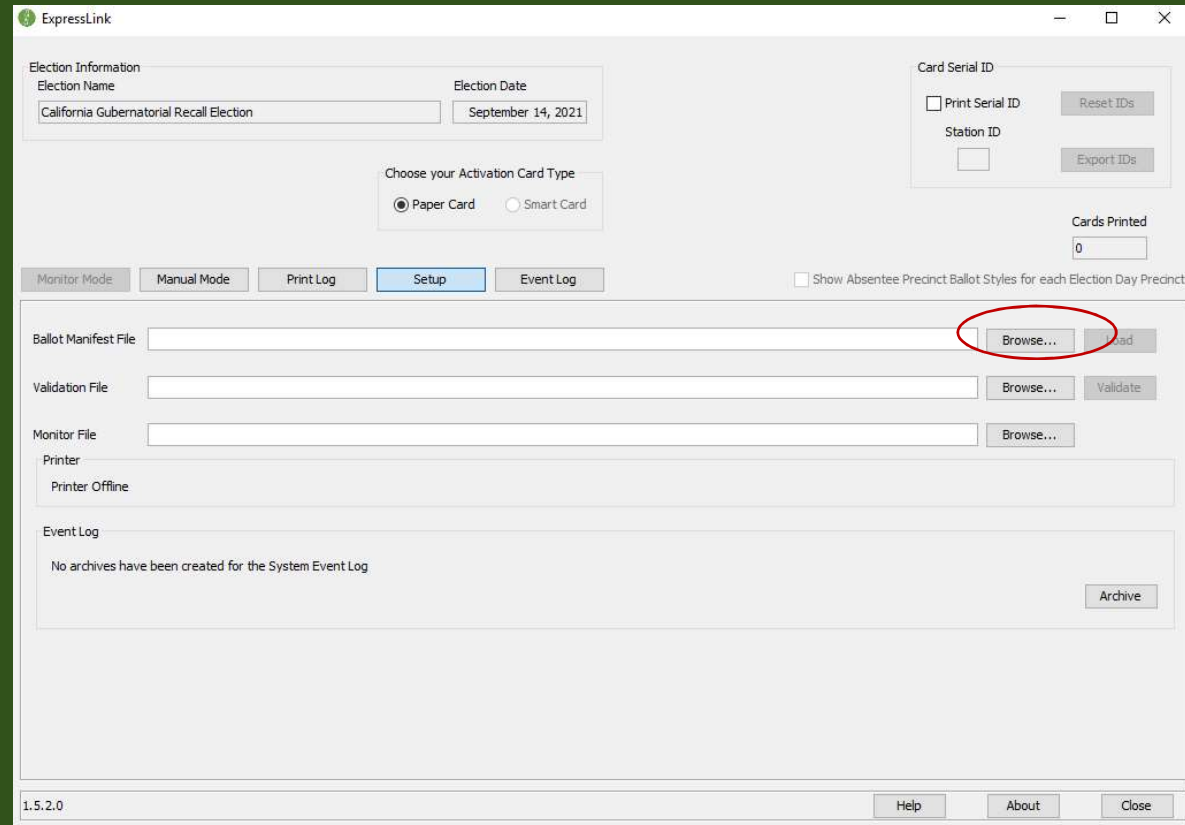 ExpressLink
Election Information
Election Name
Election Date
California Gubernatorial Recall Election
September 14, 2021
Card Serial ID
Print Serial ID
Reset IDs
Station ID
Export IDs
Choose your Activation Card Type
Paper Card
Smart Card
Cards Printed
0
Monitor Mode
Manual Mode
Print Log
Setup
Event Log
Show Absentee Precinct Ballot Styles for each Election Day Precinct
Ballot Manifest File
Browse...
Load
Validation File
Browse...
Validate
Monitor File
Browse...
Printer
Printer Offline
Event Log
No archives have been created for the System Event Log
Archive
1.5.2.0
Help
About
Close